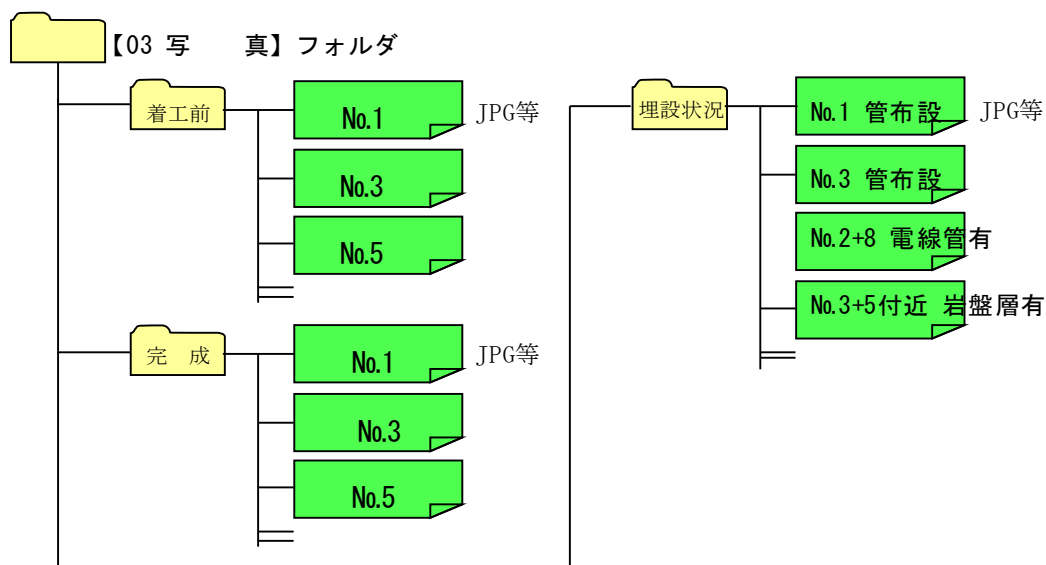 【03 写　　真】フォルダ
着工前
No.1
JPG等
No.3
No.5
完　成
No.1
JPG等
No.3
No.5
埋設状況
No.1 管布設
JPG等
No.3 管布設
No.2+8 電線管有
No.3+5付近 岩盤層有